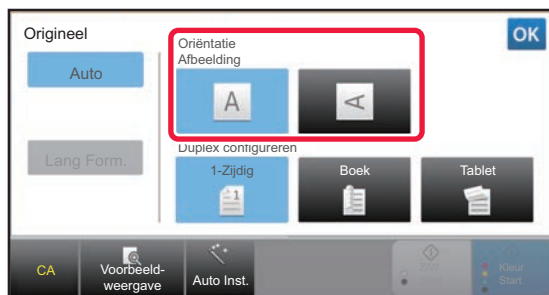 Origineel
OK
Oriëntatie
Afbeelding
Auto
A
A
Duplex configureren
Lang Form.
1-Zijdig
Boek
Tablet
1
CA
Voorbeeld-
weergave
Auto Inst.
Kleur
Start